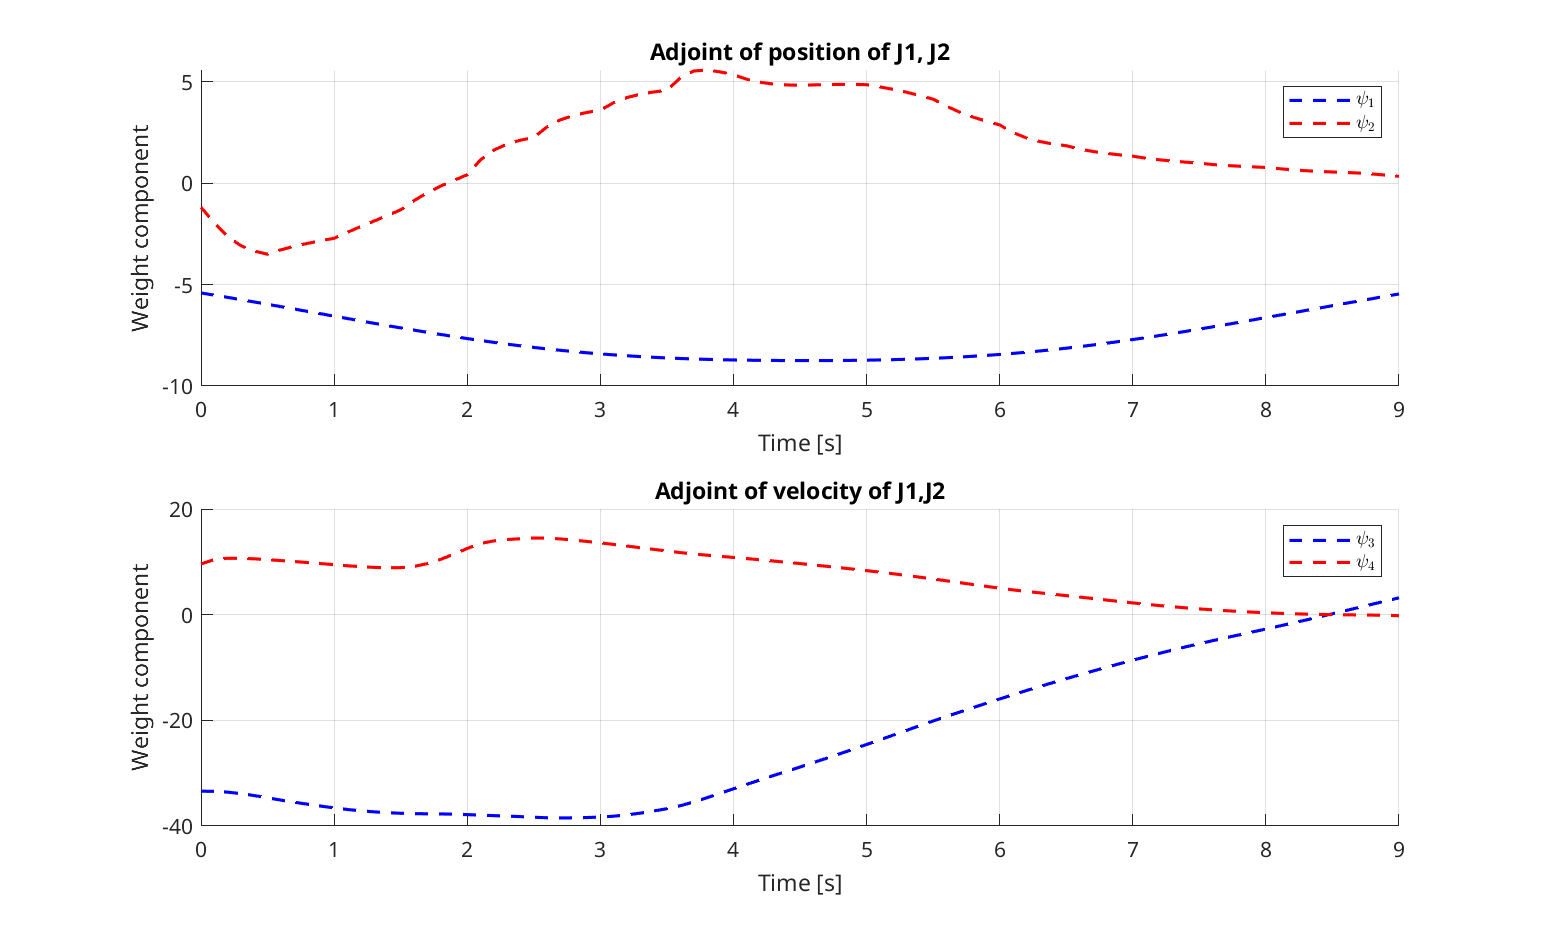 Adjoint of position of J1, J2
5
0
-5
-10
Weight component
ψ₁
ψ₂
0 1 2 3 4 5 6 7 8 9
Time [s]
Adjoint of velocity of J1,J2
20
0
-20
-40
Weight component
ψ₃
ψ₄
0 1 2 3 4 5 6 7 8 9
Time [s]